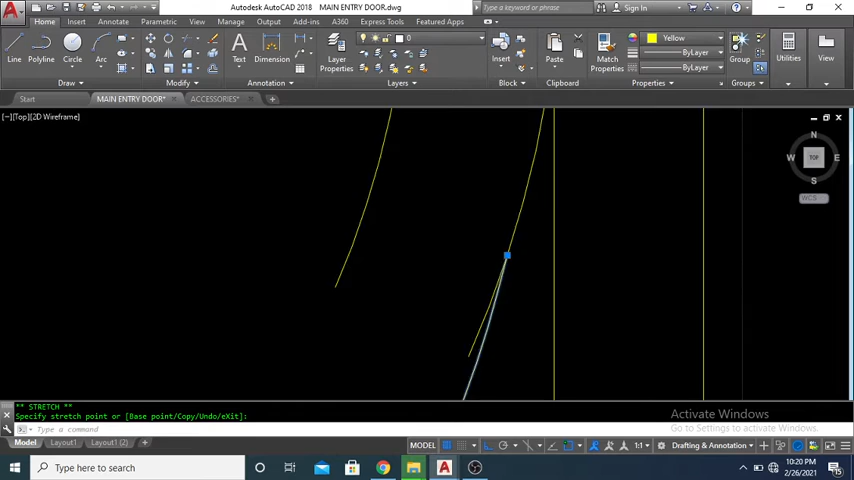 Autodesk AutoCAD 2018 MAIN ENTRY DOOR.dwg
Type a keyword or phrase
Sign In
Home Insert Annotate Parametric View Manage Output Add-ins A360 Express Tools Featured Apps
0
Yellow
ByLayer
ByLayer
Line Polyline Circle Arc Text Dimension Layer Properties Insert Paste Match Properties Group Utilities View
Draw Modify Annotation Layers Block Clipboard Properties Groups
Start MAIN ENTRY DOOR* ACCESSORIES*
[−][Top][2D Wireframe]
N
W TOP E
S
WCS
** STRETCH **
Specify stretch point or [Base point/Copy/Undo/eXit]:
Type a command
Activate Windows
Go to Settings to activate Windows.
Model Layout1 Layout1 (2) +
MODEL 1:1 Drafting & Annotation
Type here to search
10:20 PM
2/26/2021
15